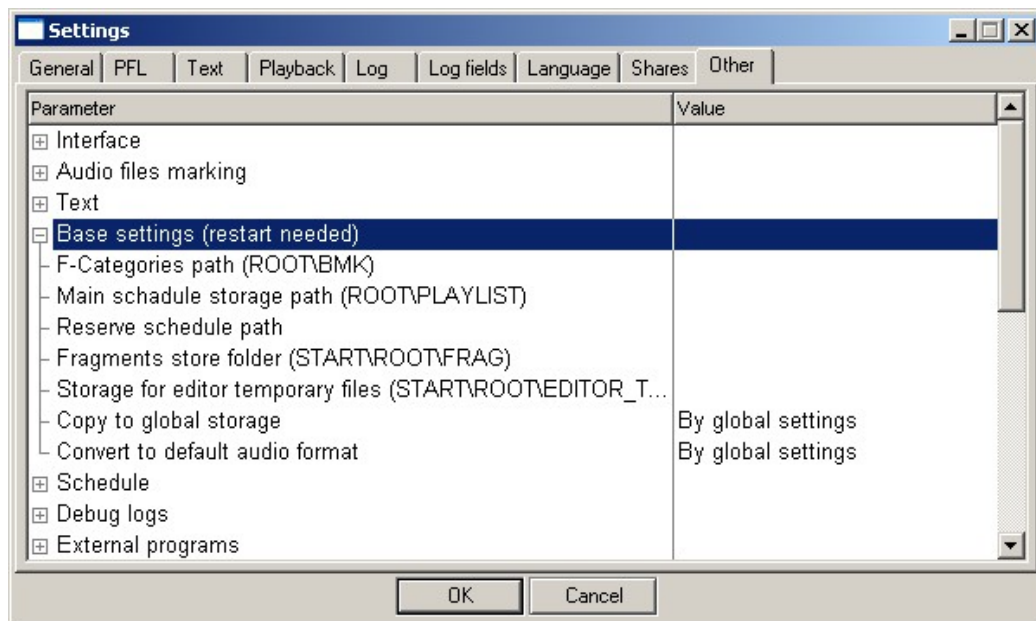 Settings
General PFL Text Playback Log Log fields Language Shares Other
Parameter Value
Interface
Audio files marking
Text
Base settings (restart needed)
F-Categories path (ROOT\BMK)
Main schadule storage path (ROOT\PLAYLIST)
Reserve schedule path
Fragments store folder (START\ROOT\FRAG)
Storage for editor temporary files (START\ROOT\EDITOR_T...
Copy to global storage By global settings
Convert to default audio format By global settings
Schedule
Debug logs
External programs
OK Cancel